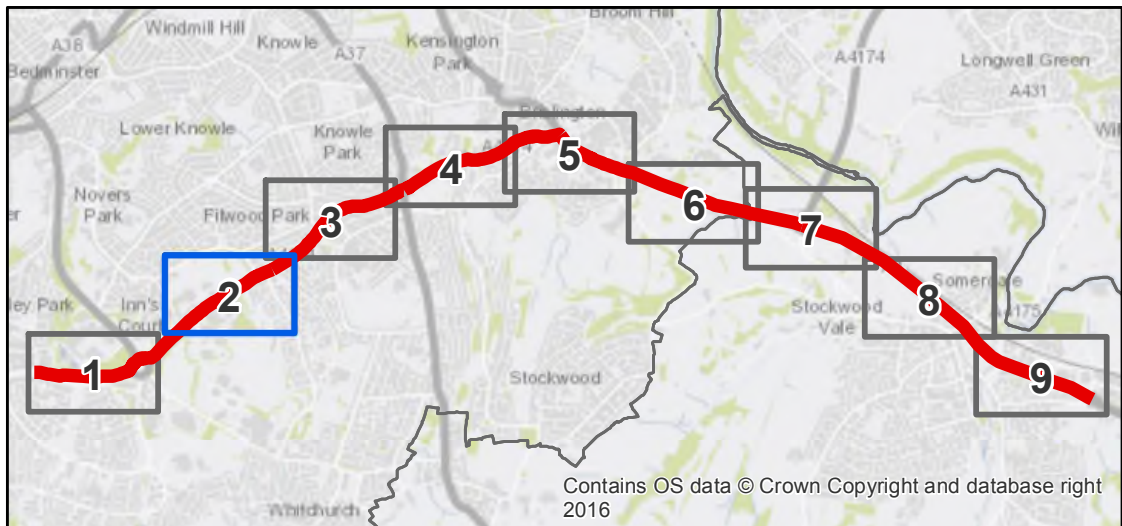 Broom Hill
Windmill Hill
A38
Knowle
Kensington
Park
A37
A4174
Longwell Green
Bedminster
A431
Lower Knowle
Knowle
Park
4
5
Novers
Park
Filwood Park
3
6
7
2
Inn's
Court
Somerdale
8
Stockwood
Vale
1
Stockwood
9
Contains OS data © Crown Copyright and database right
2016
Whitchurch